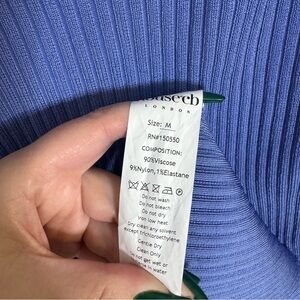 LONDON
Size: M
RN#150550
COMPOSITION:
90%Viscose
9%Nylon,1%Elastane
Do not wash
Do not bleach
Do not dry
Iron low heat
Dry clean any solvent
except trichloroethylene
Gentle Dry
Clean Only
Do not get wet or
in water